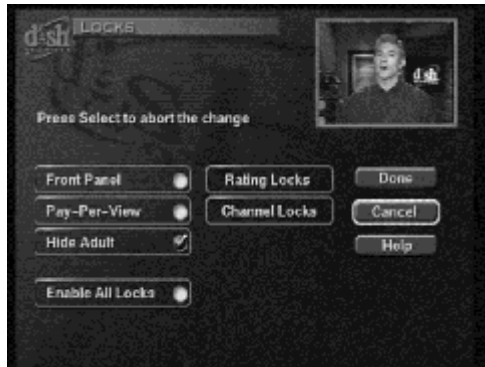 dish
LOCKS
dish
Press Select to abort the change
Front Panel
Rating Locks
Done
Pay-Per-View
Channel Locks
Cancel
Hide Adult
Help
Enable All Locks